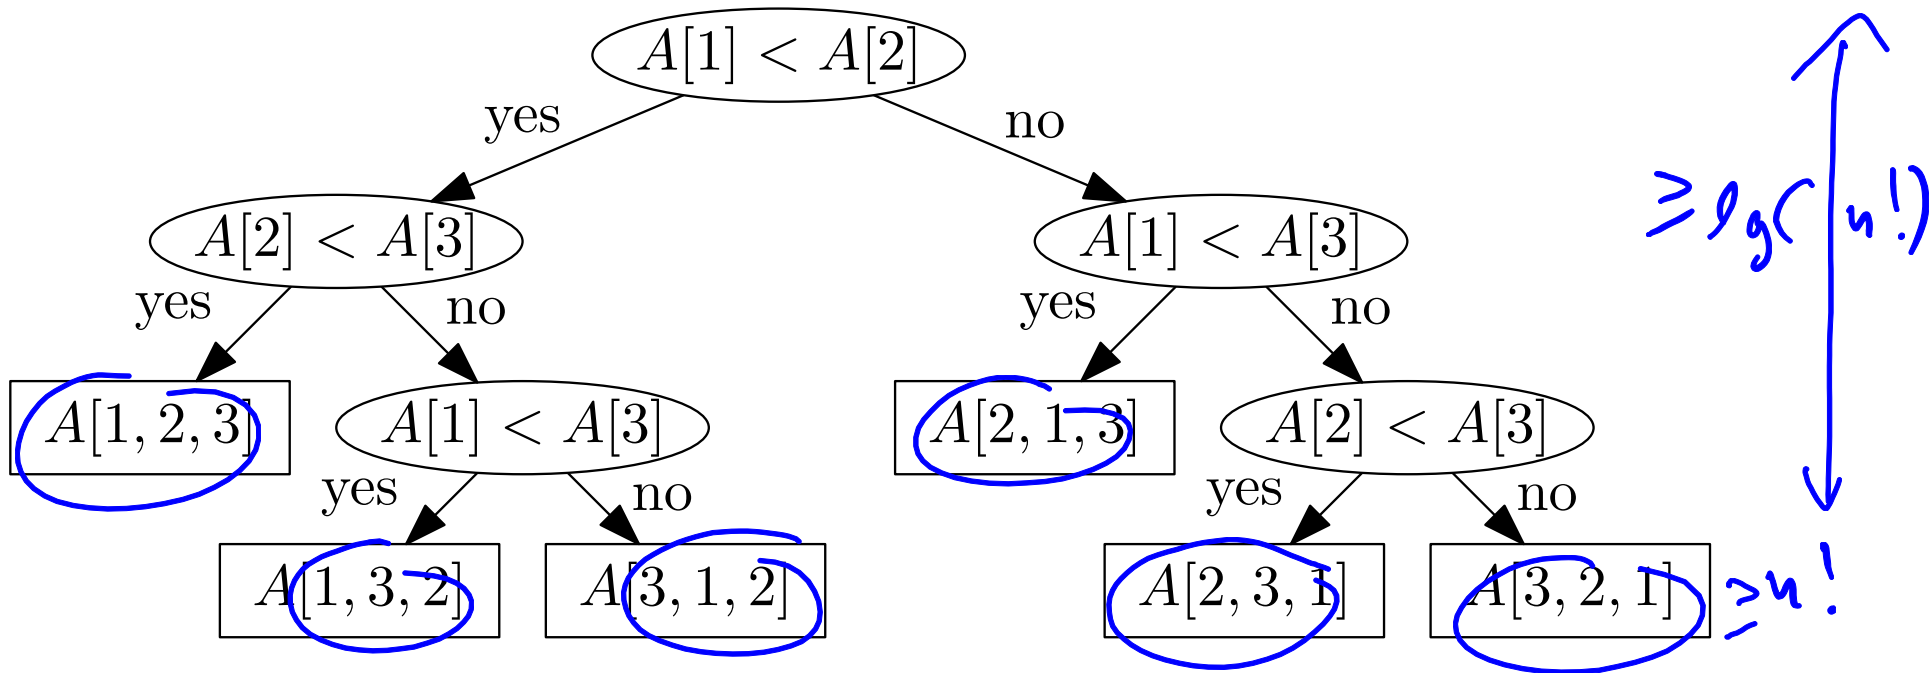 A[1] < A[2]
yes no
A[2] < A[3] A[1] < A[3] ≥ lg(n!)
yes no yes no
A[1, 2, 3] A[1] < A[3] A[2, 1, 3] A[2] < A[3]
yes no yes no
A[1, 3, 2] A[3, 1, 2] A[2, 3, 1] A[3, 2, 1] ≥ n!